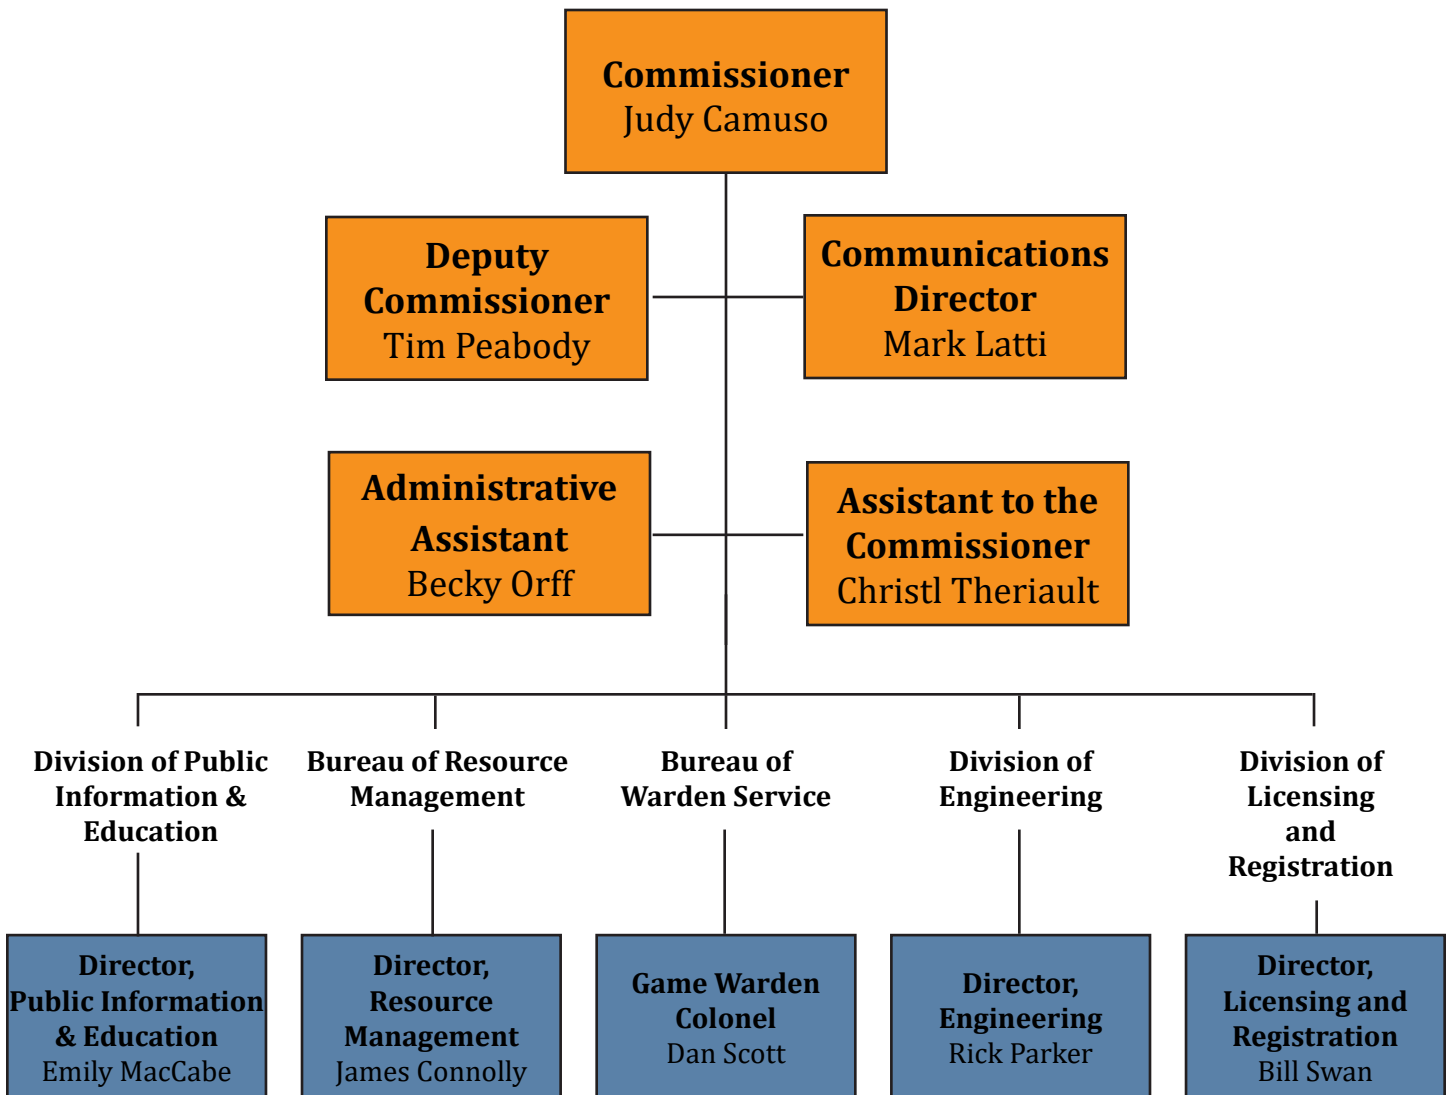 Commissioner
Judy Camuso
Deputy
Commissioner
Tim Peabody
Communications
Director
Mark Latti
Administrative
Assistant
Becky Orff
Assistant to the
Commissioner
Christl Theriault
Division of Public
Information &
Education
Bureau of Resource
Management
Bureau of
Warden Service
Division of
Engineering
Division of
Licensing
and
Registration
Director,
Public Information
& Education
Emily MacCabe
Director,
Resource
Management
James Connolly
Game Warden
Colonel
Dan Scott
Director,
Engineering
Rick Parker
Director,
Licensing and
Registration
Bill Swan